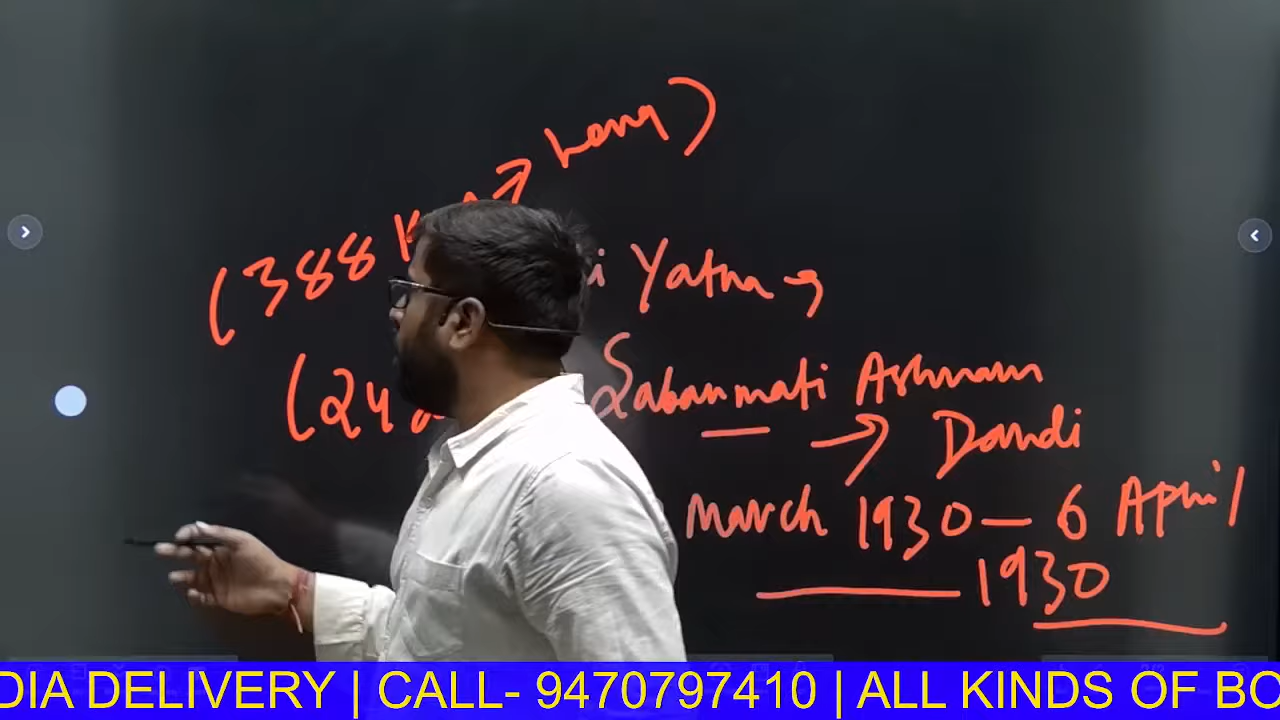 Long)
(388 K
i Yatra →
(24
Sabarmati Ashram
→ Dandi
March 1930 – 6 April
1930
DIA DELIVERY | CALL- 9470797410 | ALL KINDS OF BO